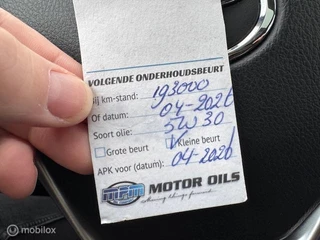 VOLGENDE ONDERHOUDSBEURT
Bij km-stand: 193000
Of datum: 04-2026
Soort olie: 5W30
Grote beurt Kleine beurt
APK voor (datum): 04-2026
MPM MOTOR OILS
mobilox